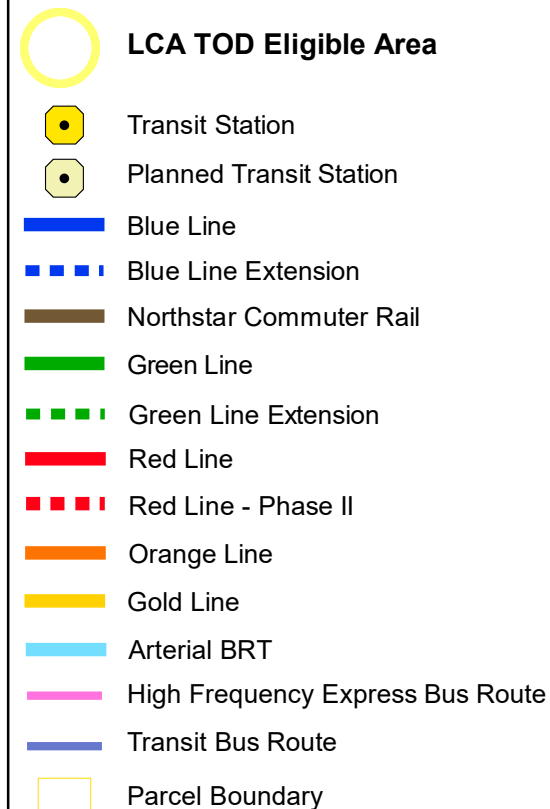 LCA TOD Eligible Area
Transit Station
Planned Transit Station
Blue Line
Blue Line Extension
Northstar Commuter Rail
Green Line
Green Line Extension
Red Line
Red Line - Phase II
Orange Line
Gold Line
Arterial BRT
High Frequency Express Bus Route
Transit Bus Route
Parcel Boundary